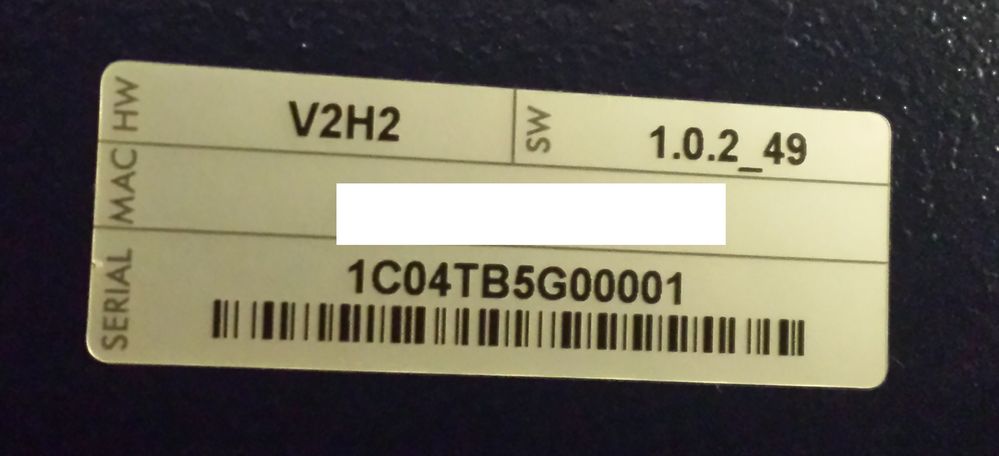 HW V2H2 SW 1.0.2_49
MAC
SERIAL 1C04TB5G00001